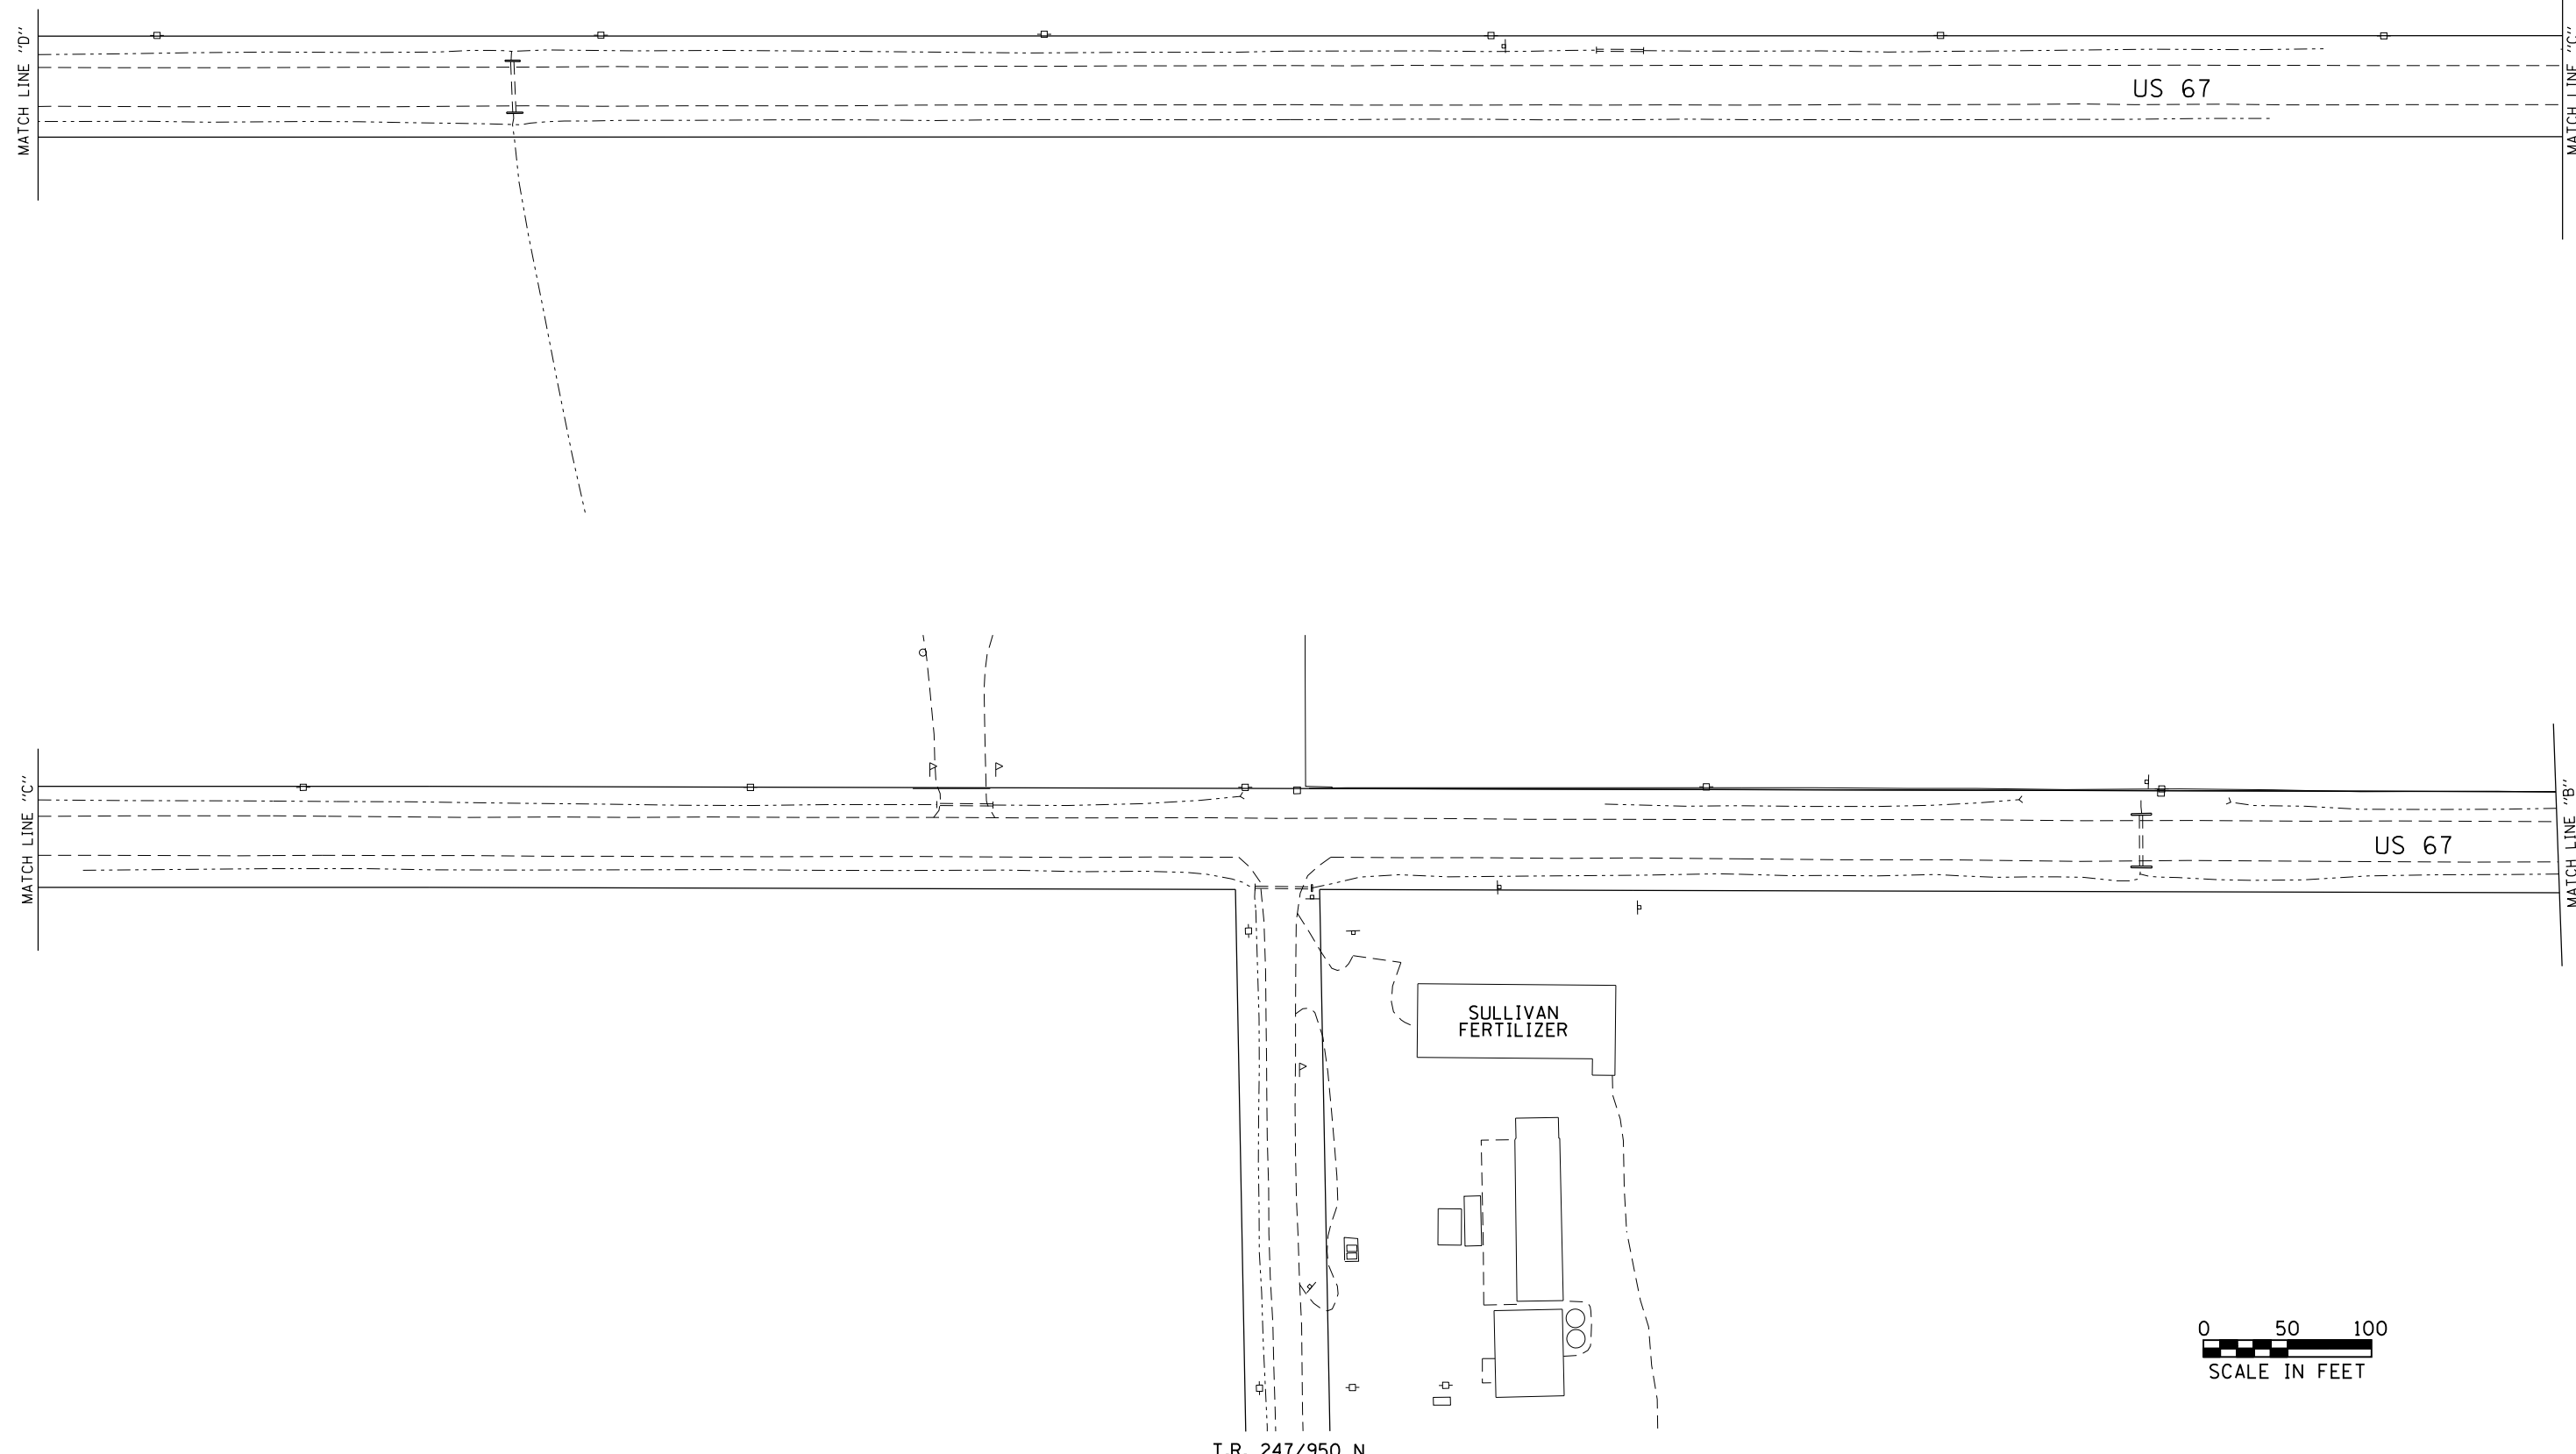 MATCH LINE "D"
US 67
MATCH LINE "C"
MATCH LINE "C"
US 67
MATCH LINE "B"
SULLIVAN
FERTILIZER
0 50 100
SCALE IN FEET
T.R. 247/950 N